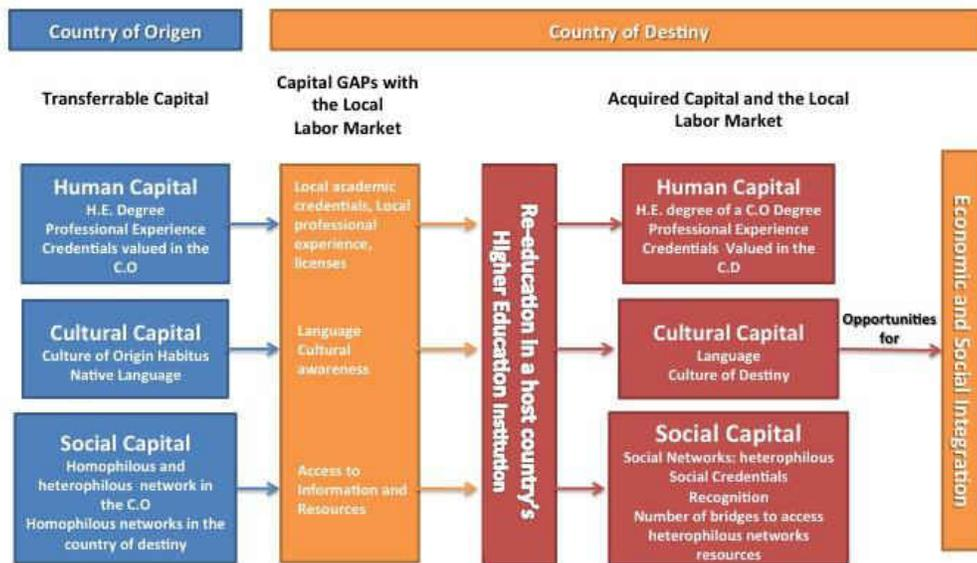 Country of Origen
Country of Destiny
Transferrable Capital
Capital GAPs with
the Local
Labor Market
Acquired Capital and the Local
Labor Market
Human Capital
H.E. Degree
Professional Experience
Credentials valued in the
C.O
Cultural Capital
Culture of Origin Habitus
Native Language
Social Capital
Homophilous and
heterophilous network in
the C.O
Homophilous networks in the
country of destiny
Local academic
credentials, Local
professional
experience,
licenses
Language
Cultural
awareness
Access to
Information and
Resources
Re-education in a host country's
Higher Education Institution
Human Capital
H.E. degree of a C.O Degree
Professional Experience
Credentials Valued in the
C.D
Cultural Capital
Language
Culture of Destiny
Social Capital
Social Networks: heterophilous
Social Credentials
Recognition
Number of bridges to access
heterophilous networks
resources
Opportunities
for
Economic and
Social Integration